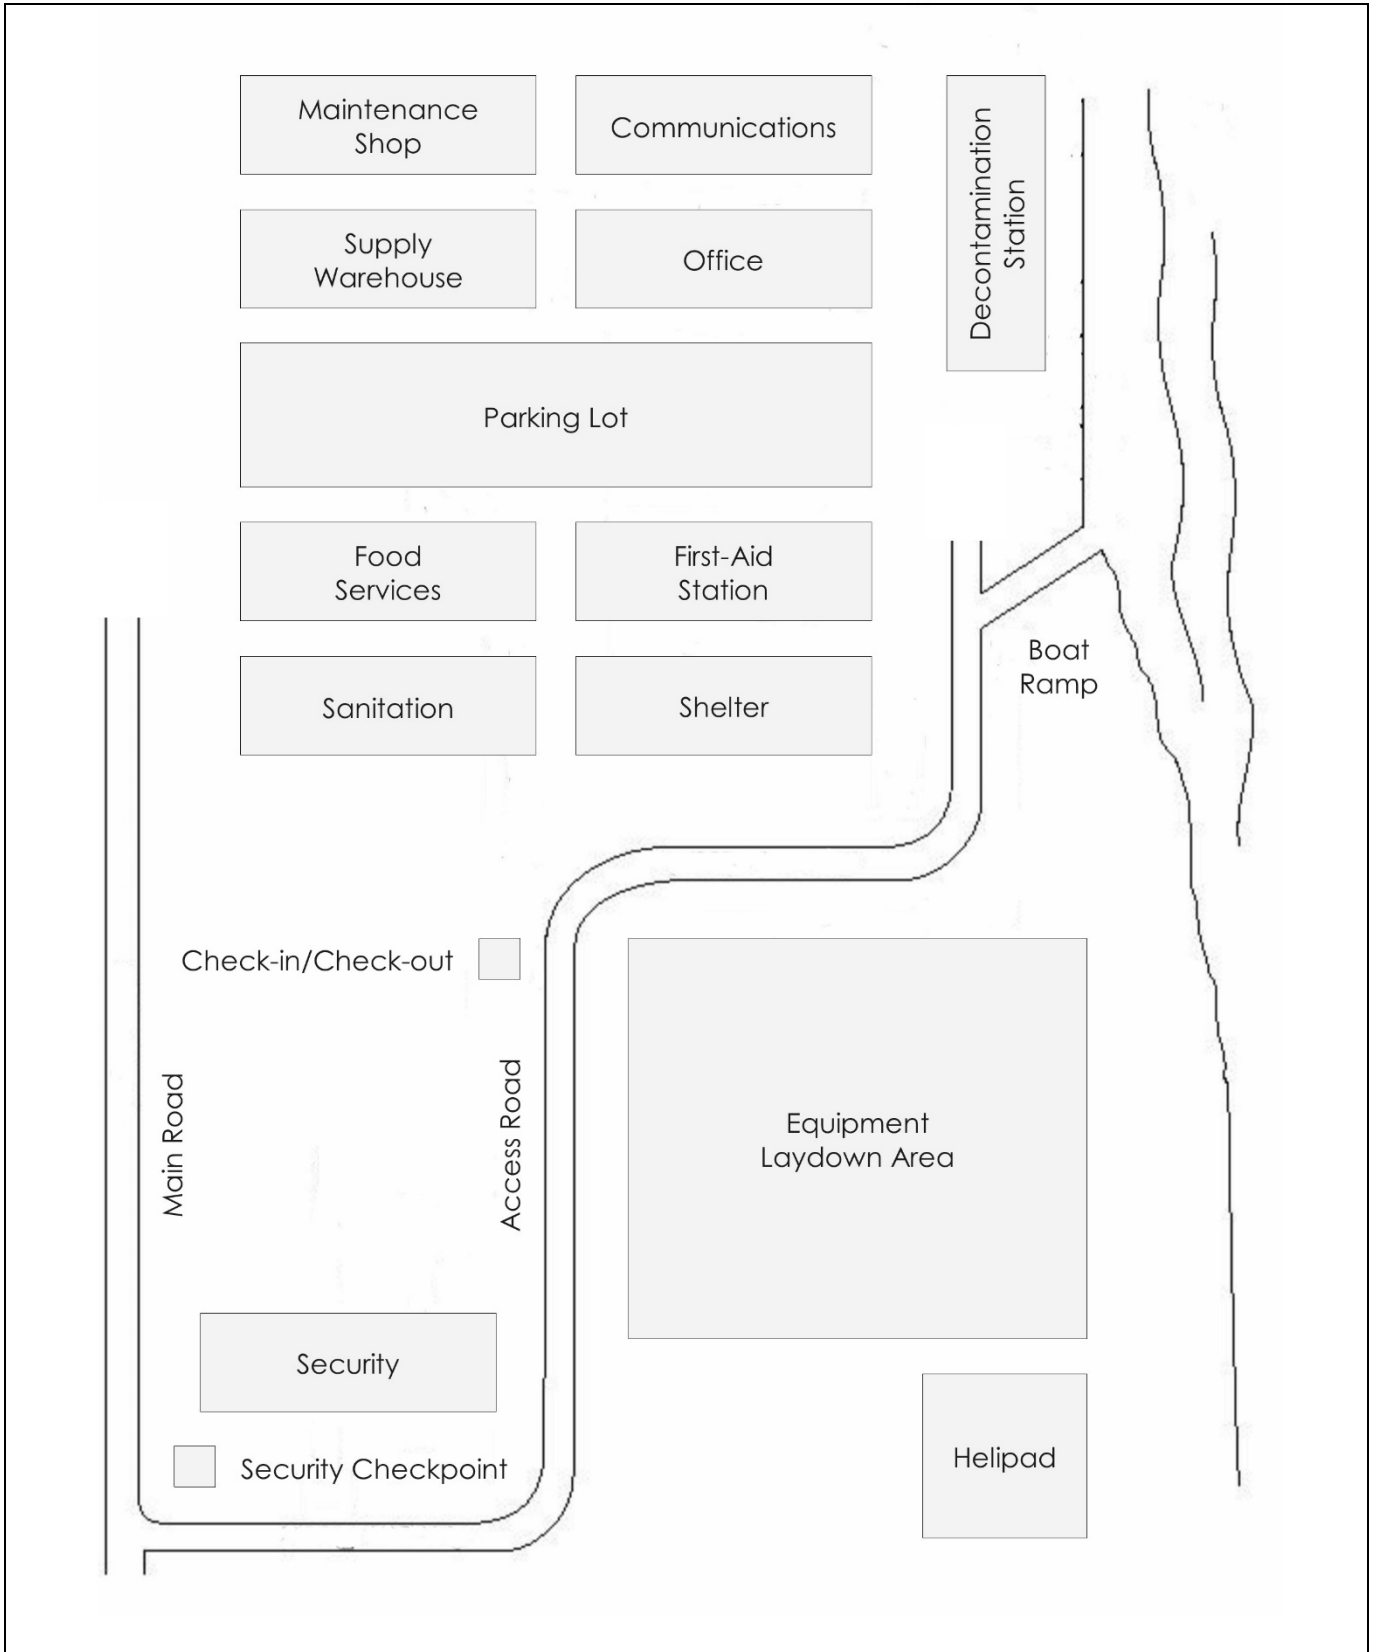 Maintenance
Shop
Communications
Decontamination
Station
Supply
Warehouse
Office
Parking Lot
Food
Services
First-Aid
Station
Boat
Ramp
Sanitation
Shelter
Check-in/Check-out
Main Road
Access Road
Equipment
Laydown Area
Security
Security Checkpoint
Helipad